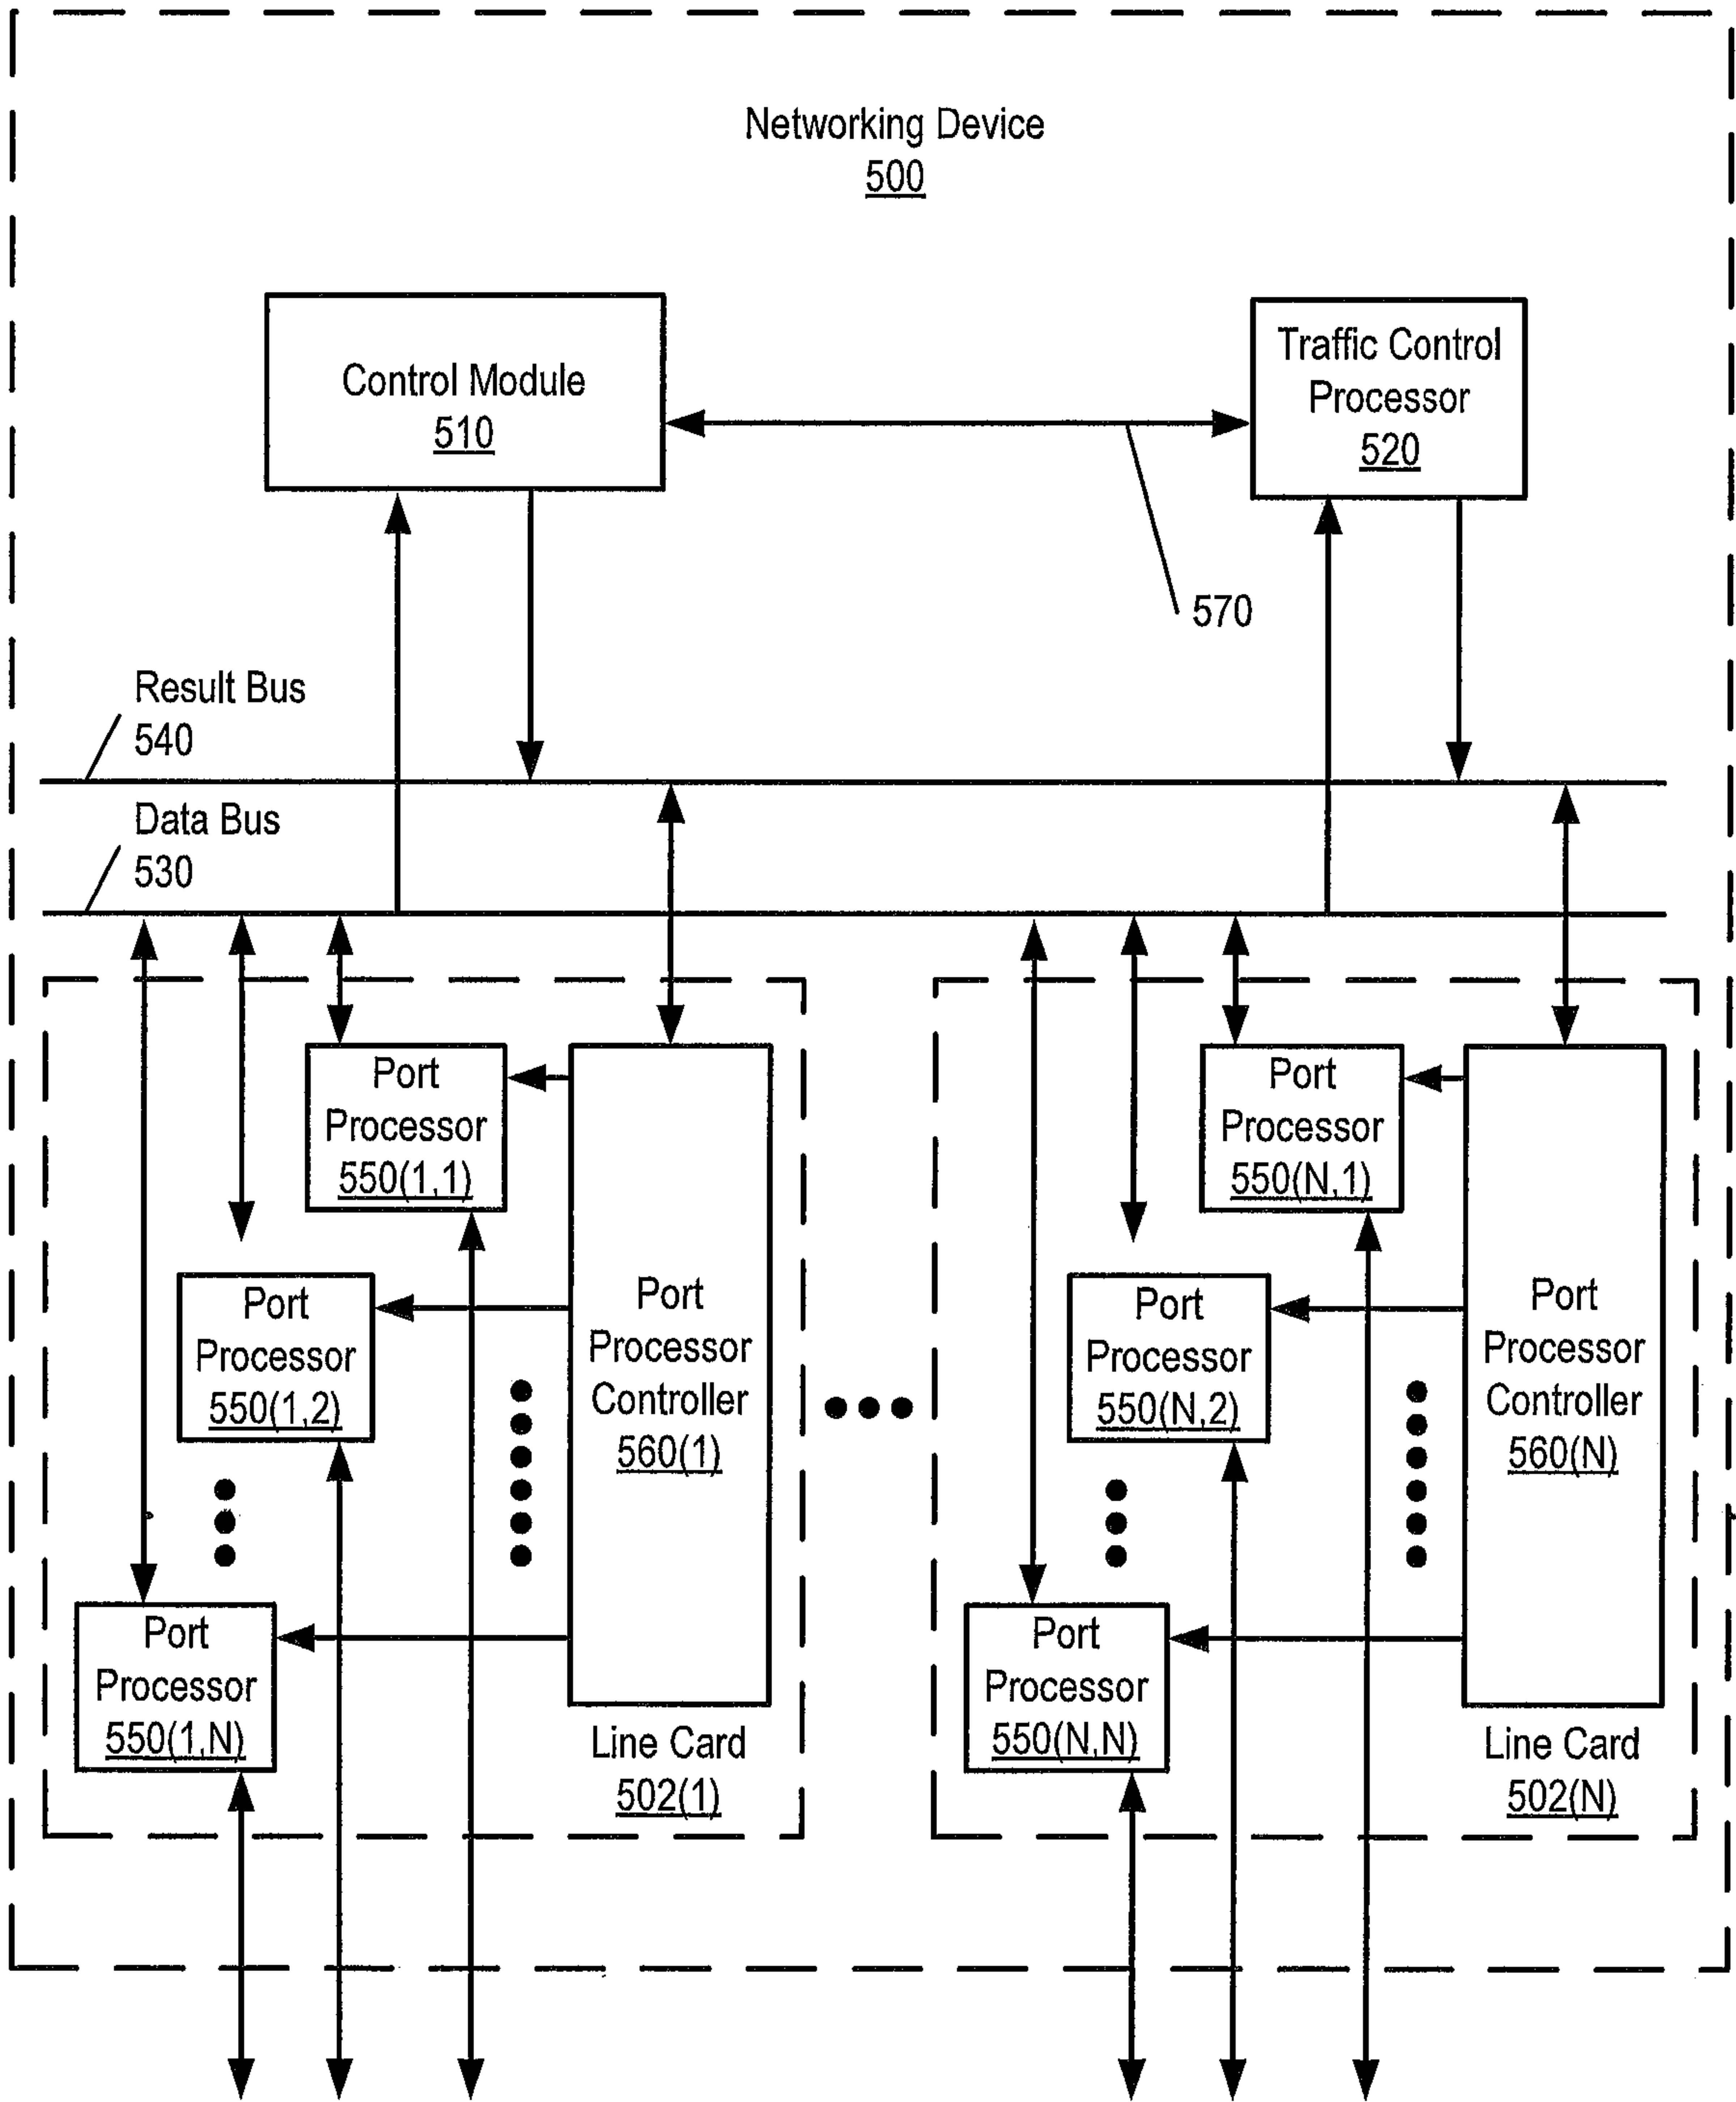 Networking Device
500
Control Module
510
Traffic Control
Processor
520
570
Result Bus
540
Data Bus
530
Port
Processor
550(1,1)
Port
Processor
550(1,2)
Port
Processor
550(1,N)
Port
Processor
Controller
560(1)
Line Card
502(1)
Port
Processor
550(N,1)
Port
Processor
550(N,2)
Port
Processor
550(N,N)
Port
Processor
Controller
560(N)
Line Card
502(N)